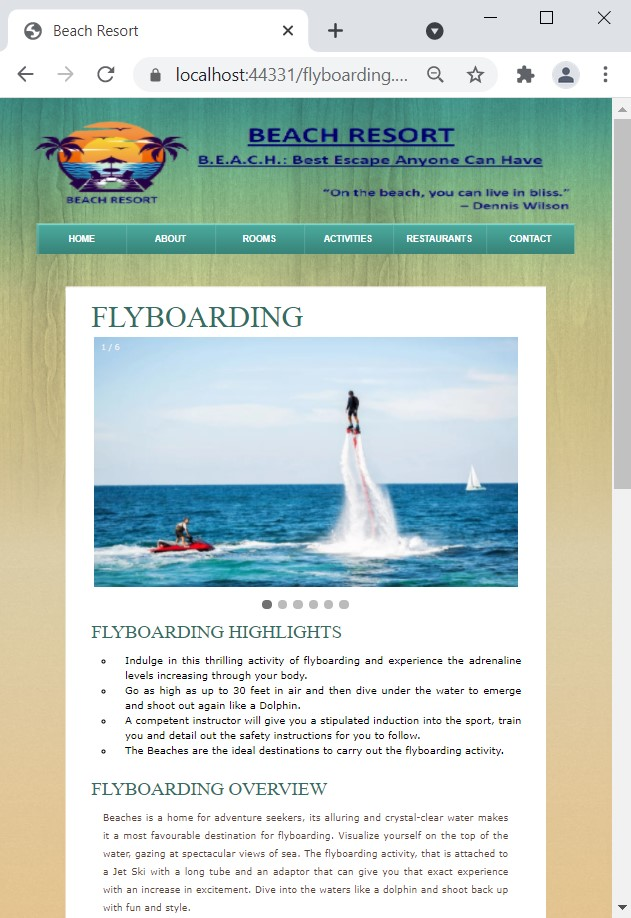 Beach Resort
localhost:44331/flyboarding....
BEACH RESORT
B.E.A.C.H.: Best Escape Anyone Can Have
"On the beach, you can live in bliss."
– Dennis Wilson
BEACH RESORT
HOME ABOUT ROOMS ACTIVITIES RESTAURANTS CONTACT
FLYBOARDING
1 / 6
FLYBOARDING HIGHLIGHTS
Indulge in this thrilling activity of flyboarding and experience the adrenaline
levels increasing through your body.
Go as high as up to 30 feet in air and then dive under the water to emerge
and shoot out again like a Dolphin.
A competent instructor will give you a stipulated induction into the sport, train
you and detail out the safety instructions for you to follow.
The Beaches are the ideal destinations to carry out the flyboarding activity.
FLYBOARDING OVERVIEW
Beaches is a home for adventure seekers, its alluring and crystal-clear water makes
it a most favourable destination for flyboarding. Visualize yourself on the top of the
water, gazing at spectacular views of sea. The flyboarding activity, that is attached to
a Jet Ski with a long tube and an adaptor that can give you that exact experience
with an increase in excitement. Dive into the waters like a dolphin and shoot back up
with fun and style.